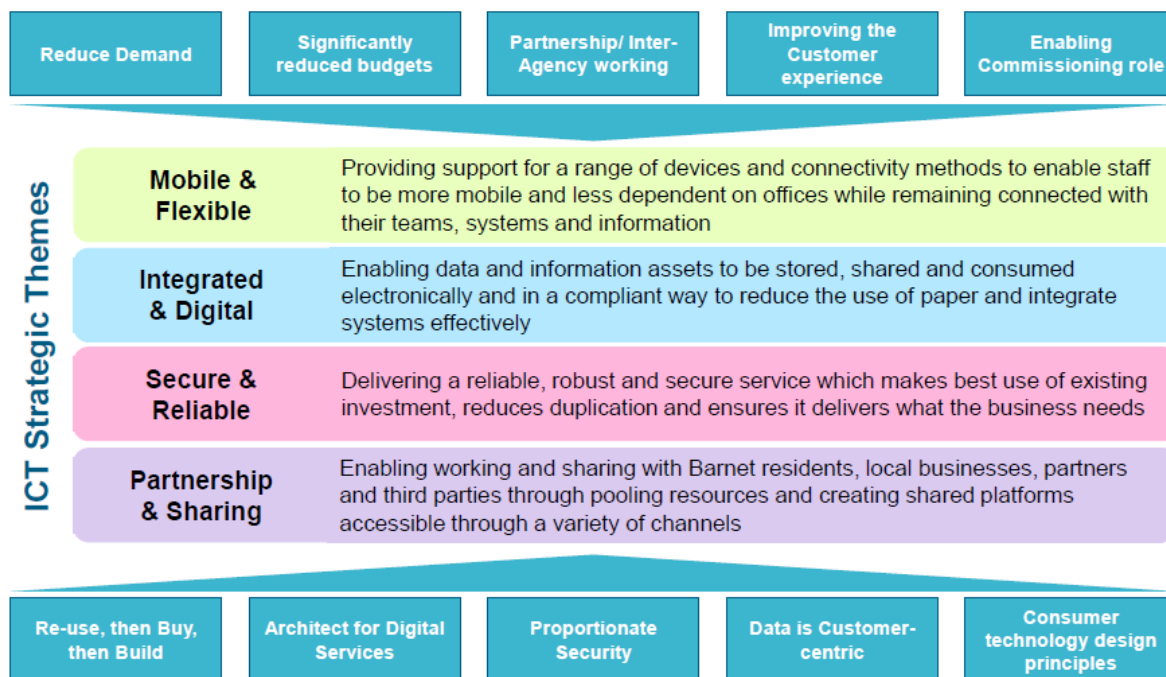 Reduce Demand
Significantly
reduced budgets
Partnership/ Inter-
Agency working
Improving the
Customer
experience
Enabling
Commissioning role
ICT Strategic Themes
Mobile &
Flexible
Providing support for a range of devices and connectivity methods to enable staff
to be more mobile and less dependent on offices while remaining connected with
their teams, systems and information
Integrated
& Digital
Enabling data and information assets to be stored, shared and consumed
electronically and in a compliant way to reduce the use of paper and integrate
systems effectively
Secure &
Reliable
Delivering a reliable, robust and secure service which makes best use of existing
investment, reduces duplication and ensures it delivers what the business needs
Partnership
& Sharing
Enabling working and sharing with Barnet residents, local businesses, partners
and third parties through pooling resources and creating shared platforms
accessible through a variety of channels
Re-use, then Buy,
then Build
Architect for Digital
Services
Proportionate
Security
Data is Customer-
centric
Consumer
technology design
principles